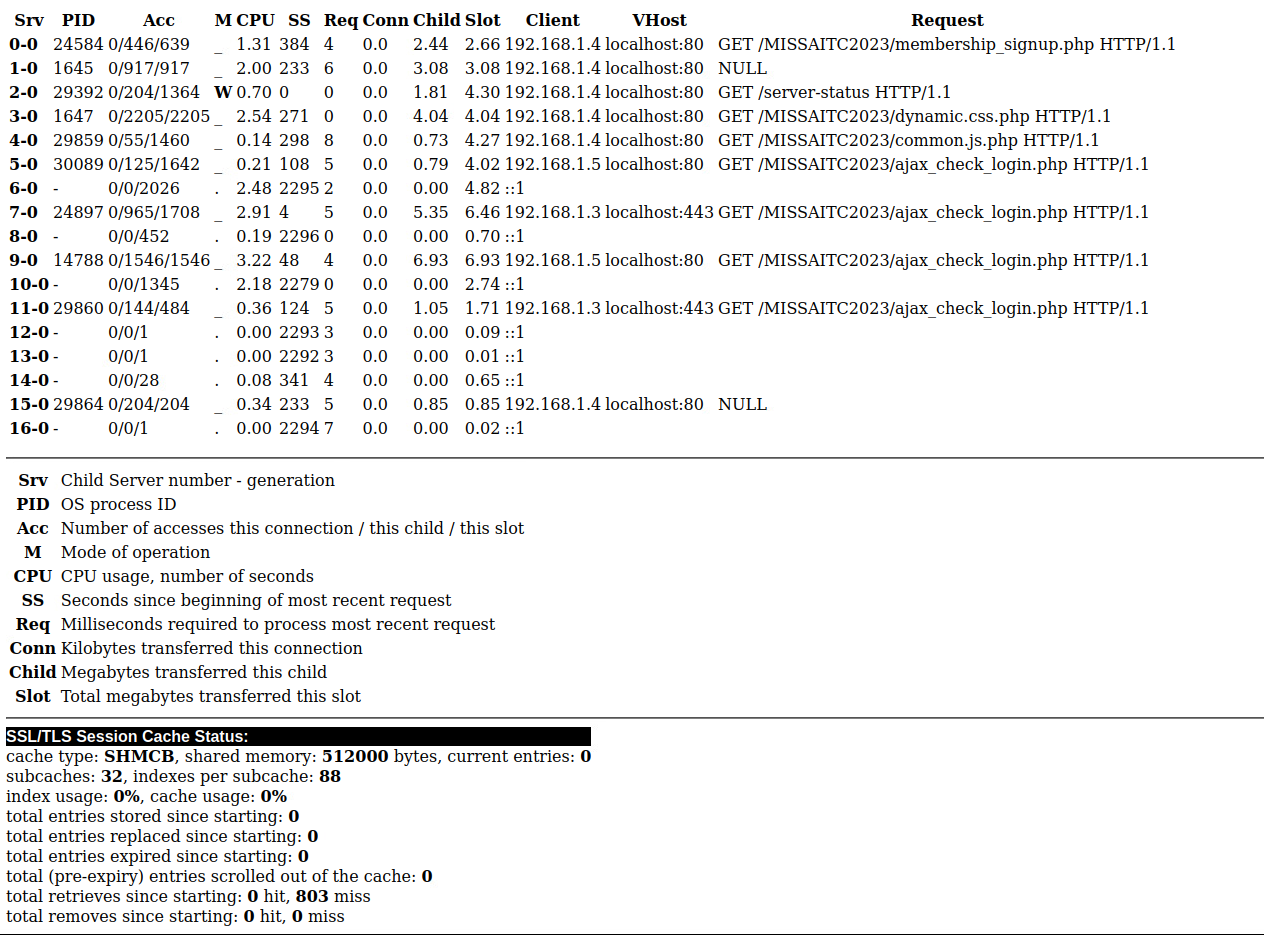 Srv PID Acc M CPU SS Req Conn Child Slot Client VHost Request
0-0 24584 0/446/639 _ 1.31 384 4 0.0 2.44 2.66 192.168.1.4 localhost:80 GET /MISSAITC2023/membership_signup.php HTTP/1.1
1-0 1645 0/917/917 _ 2.00 233 6 0.0 3.08 3.08 192.168.1.4 localhost:80 NULL
2-0 29392 0/204/1364 W 0.70 0 0 0.0 1.81 4.30 192.168.1.4 localhost:80 GET /server-status HTTP/1.1
3-0 1647 0/2205/2205 _ 2.54 271 0 0.0 4.04 4.04 192.168.1.4 localhost:80 GET /MISSAITC2023/dynamic.css.php HTTP/1.1
4-0 29859 0/55/1460 _ 0.14 298 8 0.0 0.73 4.27 192.168.1.4 localhost:80 GET /MISSAITC2023/common.js.php HTTP/1.1
5-0 30089 0/125/1642 _ 0.21 108 5 0.0 0.79 4.02 192.168.1.5 localhost:80 GET /MISSAITC2023/ajax_check_login.php HTTP/1.1
6-0 - 0/0/2026 . 2.48 2295 2 0.0 0.00 4.82 ::1
7-0 24897 0/965/1708 _ 2.91 4 5 0.0 5.35 6.46 192.168.1.3 localhost:443 GET /MISSAITC2023/ajax_check_login.php HTTP/1.1
8-0 - 0/0/452 . 0.19 2296 0 0.0 0.00 0.70 ::1
9-0 14788 0/1546/1546 _ 3.22 48 4 0.0 6.93 6.93 192.168.1.5 localhost:80 GET /MISSAITC2023/ajax_check_login.php HTTP/1.1
10-0 - 0/0/1345 . 2.18 2279 0 0.0 0.00 2.74 ::1
11-0 29860 0/144/484 _ 0.36 124 5 0.0 1.05 1.71 192.168.1.3 localhost:443 GET /MISSAITC2023/ajax_check_login.php HTTP/1.1
12-0 - 0/0/1 . 0.00 2293 3 0.0 0.00 0.09 ::1
13-0 - 0/0/1 . 0.00 2292 3 0.0 0.00 0.01 ::1
14-0 - 0/0/28 . 0.08 341 4 0.0 0.00 0.65 ::1
15-0 29864 0/204/204 _ 0.34 233 5 0.0 0.85 0.85 192.168.1.4 localhost:80 NULL
16-0 - 0/0/1 . 0.00 2294 7 0.0 0.00 0.02 ::1
Srv Child Server number - generation
PID OS process ID
Acc Number of accesses this connection / this child / this slot
M Mode of operation
CPU CPU usage, number of seconds
SS Seconds since beginning of most recent request
Req Milliseconds required to process most recent request
Conn Kilobytes transferred this connection
Child Megabytes transferred this child
Slot Total megabytes transferred this slot
SSL/TLS Session Cache Status:
cache type: SHMCB, shared memory: 512000 bytes, current entries: 0
subcaches: 32, indexes per subcache: 88
index usage: 0%, cache usage: 0%
total entries stored since starting: 0
total entries replaced since starting: 0
total entries expired since starting: 0
total (pre-expiry) entries scrolled out of the cache: 0
total retrieves since starting: 0 hit, 803 miss
total removes since starting: 0 hit, 0 miss